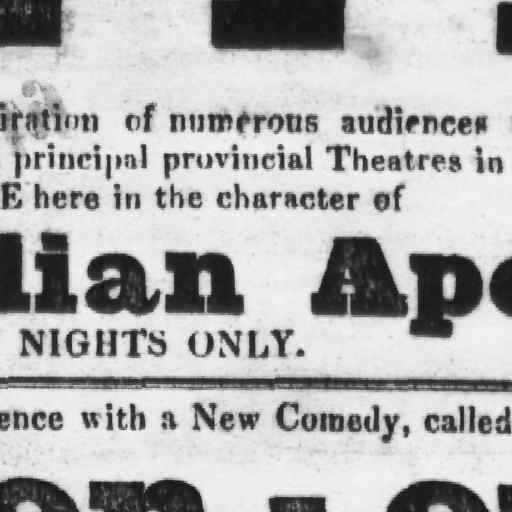 iration of numerous audiences
principal provincial Theatres in
E here in the character of
lian Ape
NIGHTS ONLY.
ence with a New Comedy, called